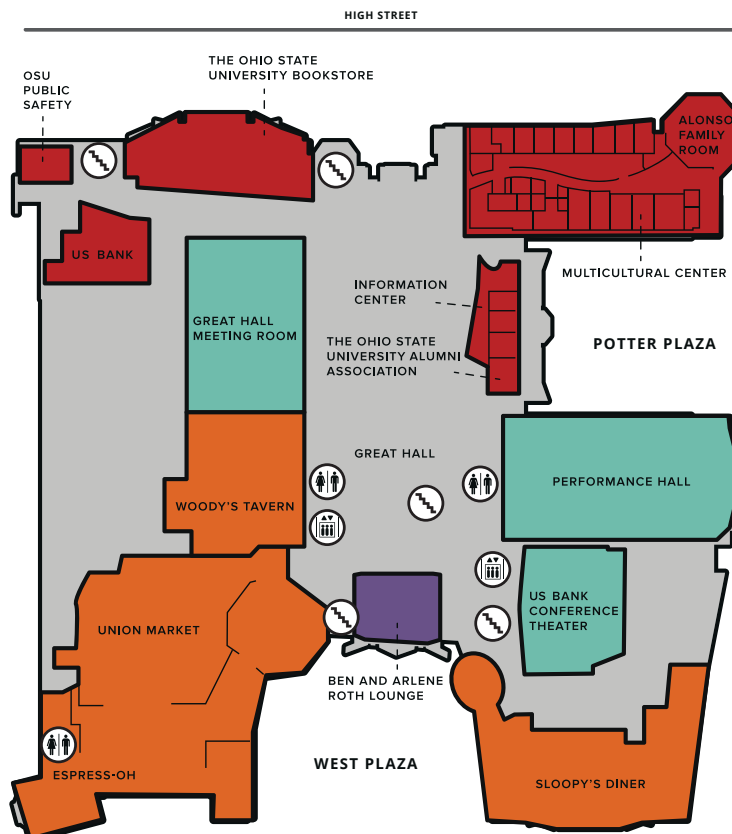 HIGH STREET
OSU
PUBLIC
SAFETY
THE OHIO STATE
UNIVERSITY BOOKSTORE
ALONSO
FAMILY
ROOM
US BANK
MULTICULTURAL CENTER
INFORMATION
CENTER
GREAT HALL
MEETING ROOM
THE OHIO STATE
UNIVERSITY ALUMNI
ASSOCIATION
POTTER PLAZA
GREAT HALL
PERFORMANCE HALL
WOODY'S TAVERN
US BANK
CONFERENCE
THEATER
UNION MARKET
BEN AND ARLENE
ROTH LOUNGE
WEST PLAZA
ESPRESS-OH
SLOOPY'S DINER